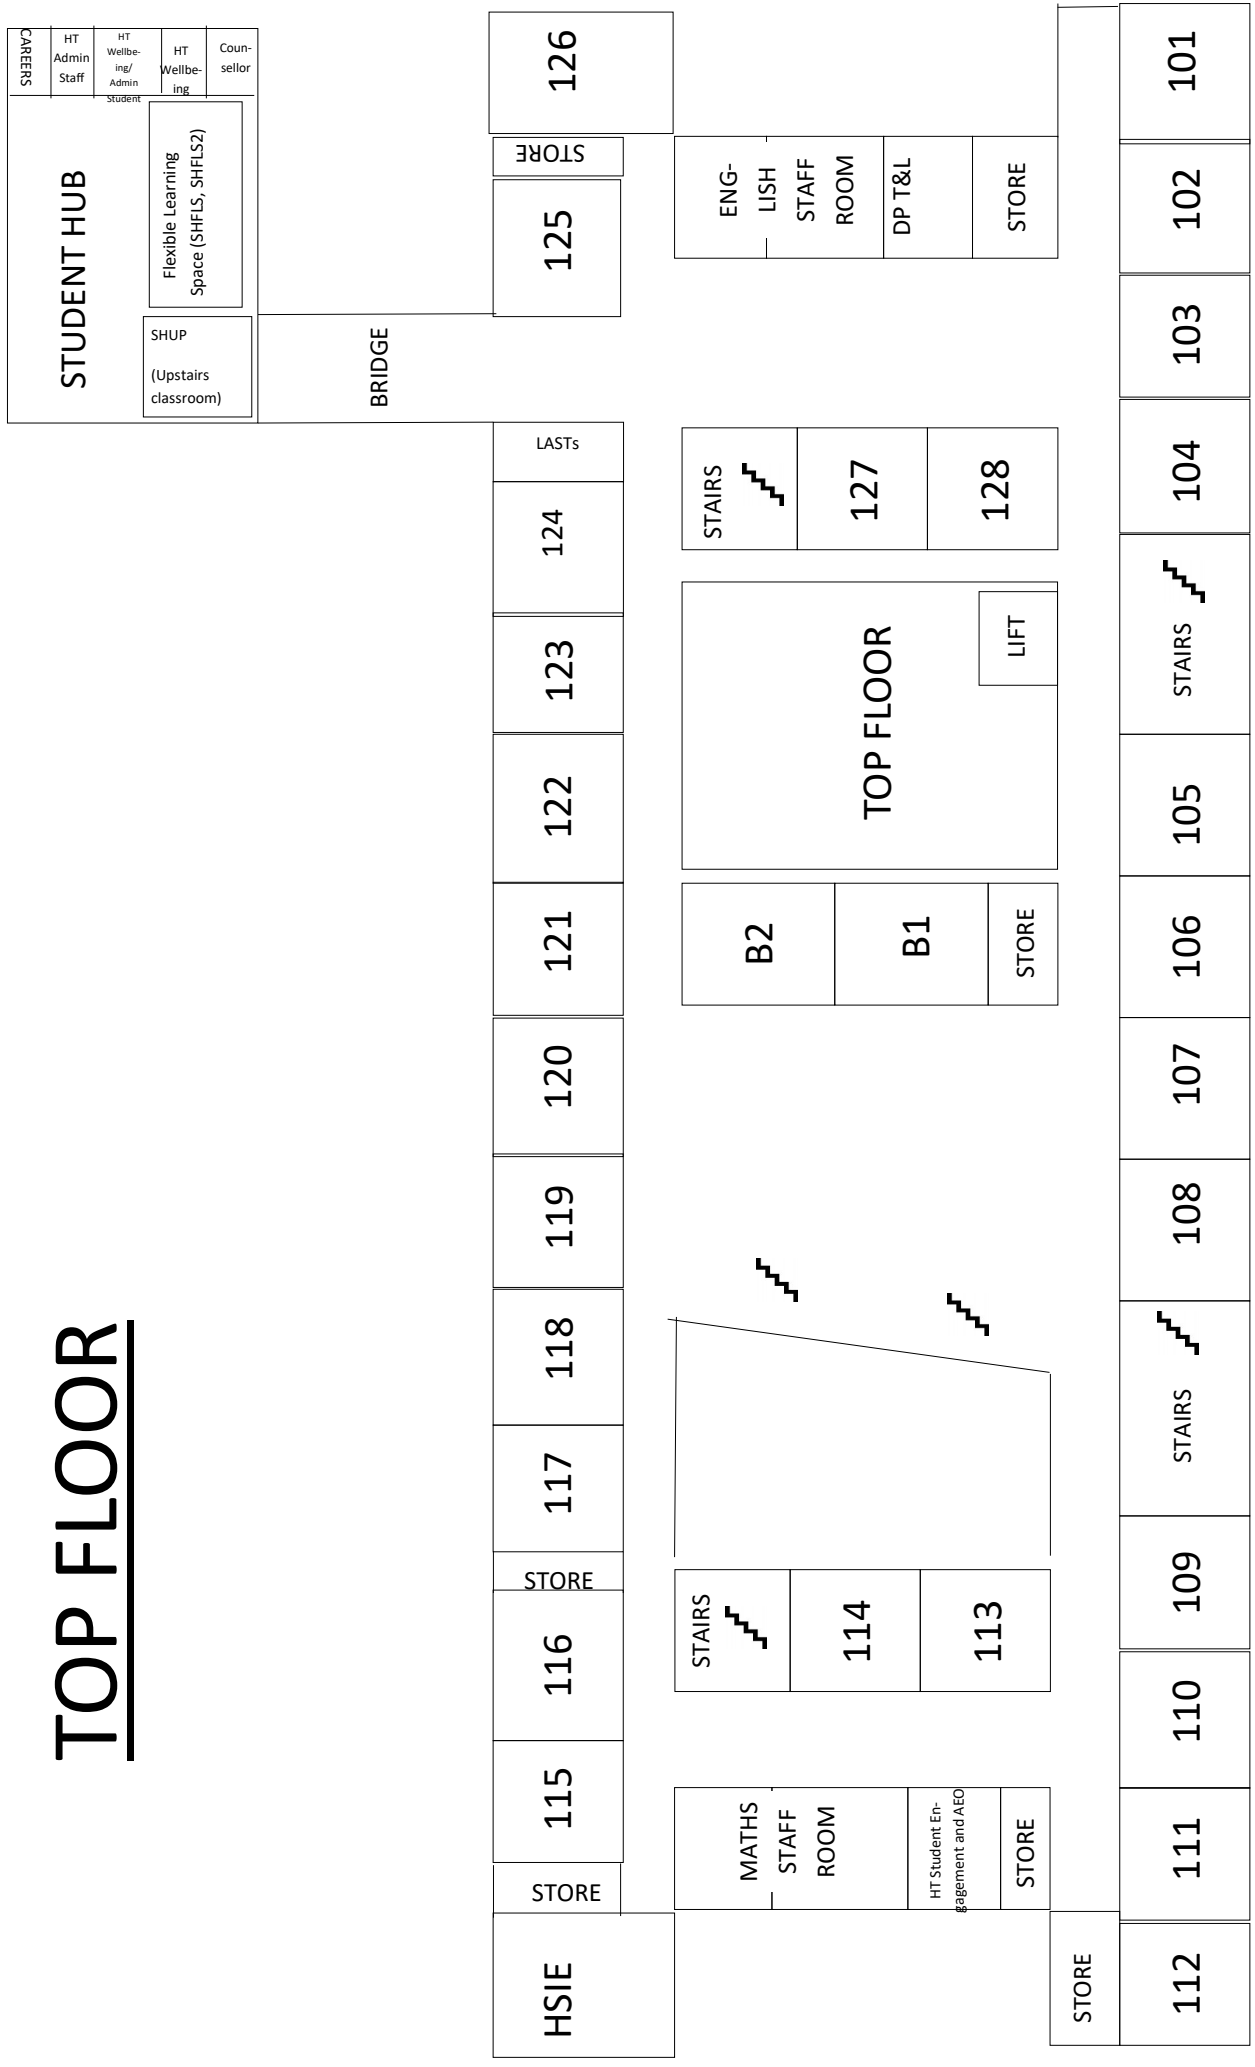 TOP FLOOR
CAREERS
HT
Admin
Staff
HT
Wellbe-
ing/
Admin
Student
HT
Wellbe-
ing
Coun-
sellor
STUDENT HUB
Flexible Learning
Space (SHFLS, SHFLS2)
SHUP
(Upstairs
classroom)
BRIDGE
126
STORE
125
LASTs
124
123
122
121
120
119
118
117
STORE
116
115
STORE
HSIE
ENG-
LISH
STAFF
ROOM
DP T&L
STORE
STAIRS
127
128
TOP FLOOR
LIFT
B2
B1
STORE
STAIRS
114
113
MATHS
STAFF
ROOM
HT Student En-
gagement and AEO
STORE
STORE
101
102
103
104
STAIRS
105
106
107
108
STAIRS
109
110
111
112